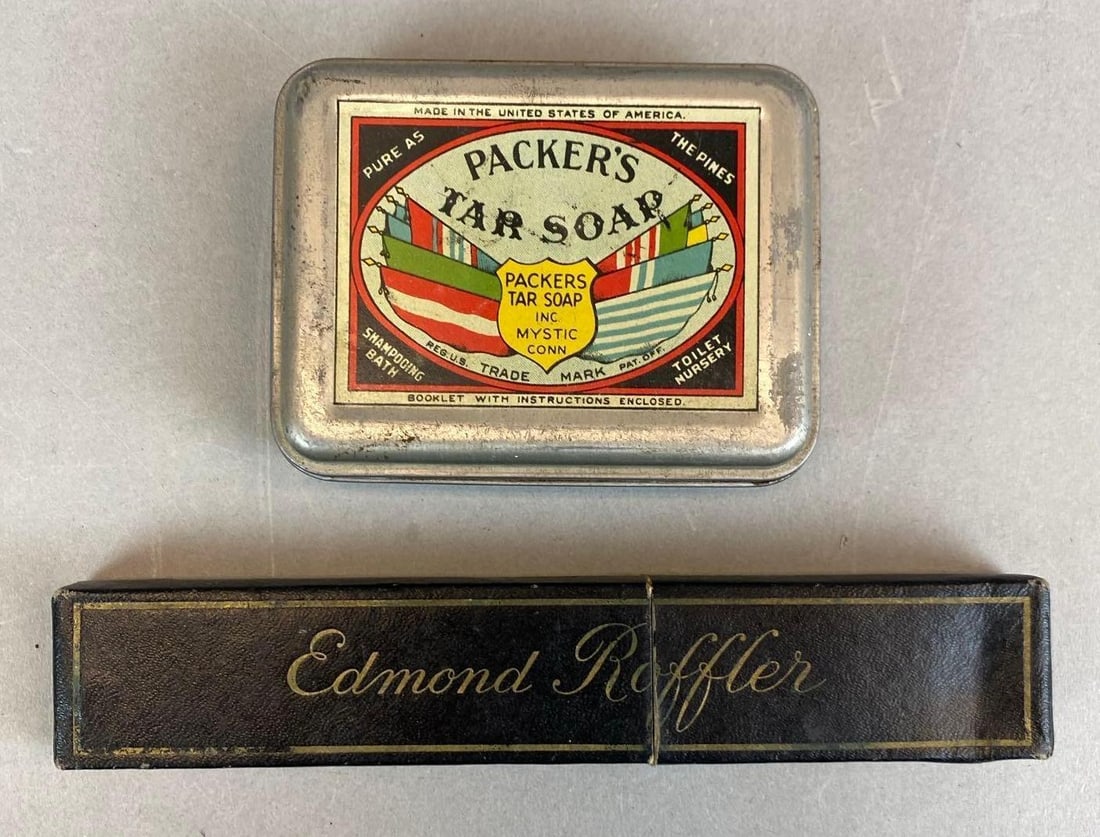 MADE IN THE UNITED STATES OF AMERICA.
PURE AS
THE PINES
PACKER'S
TAR SOAP
PACKERS
TAR SOAP
INC
MYSTIC
CONN
SHAMPOOING
BATH
TOILET
NURSERY
REG. U.S. TRADE MARK PAT. OFF.
BOOKLET WITH INSTRUCTIONS ENCLOSED.
Edmond Roffler